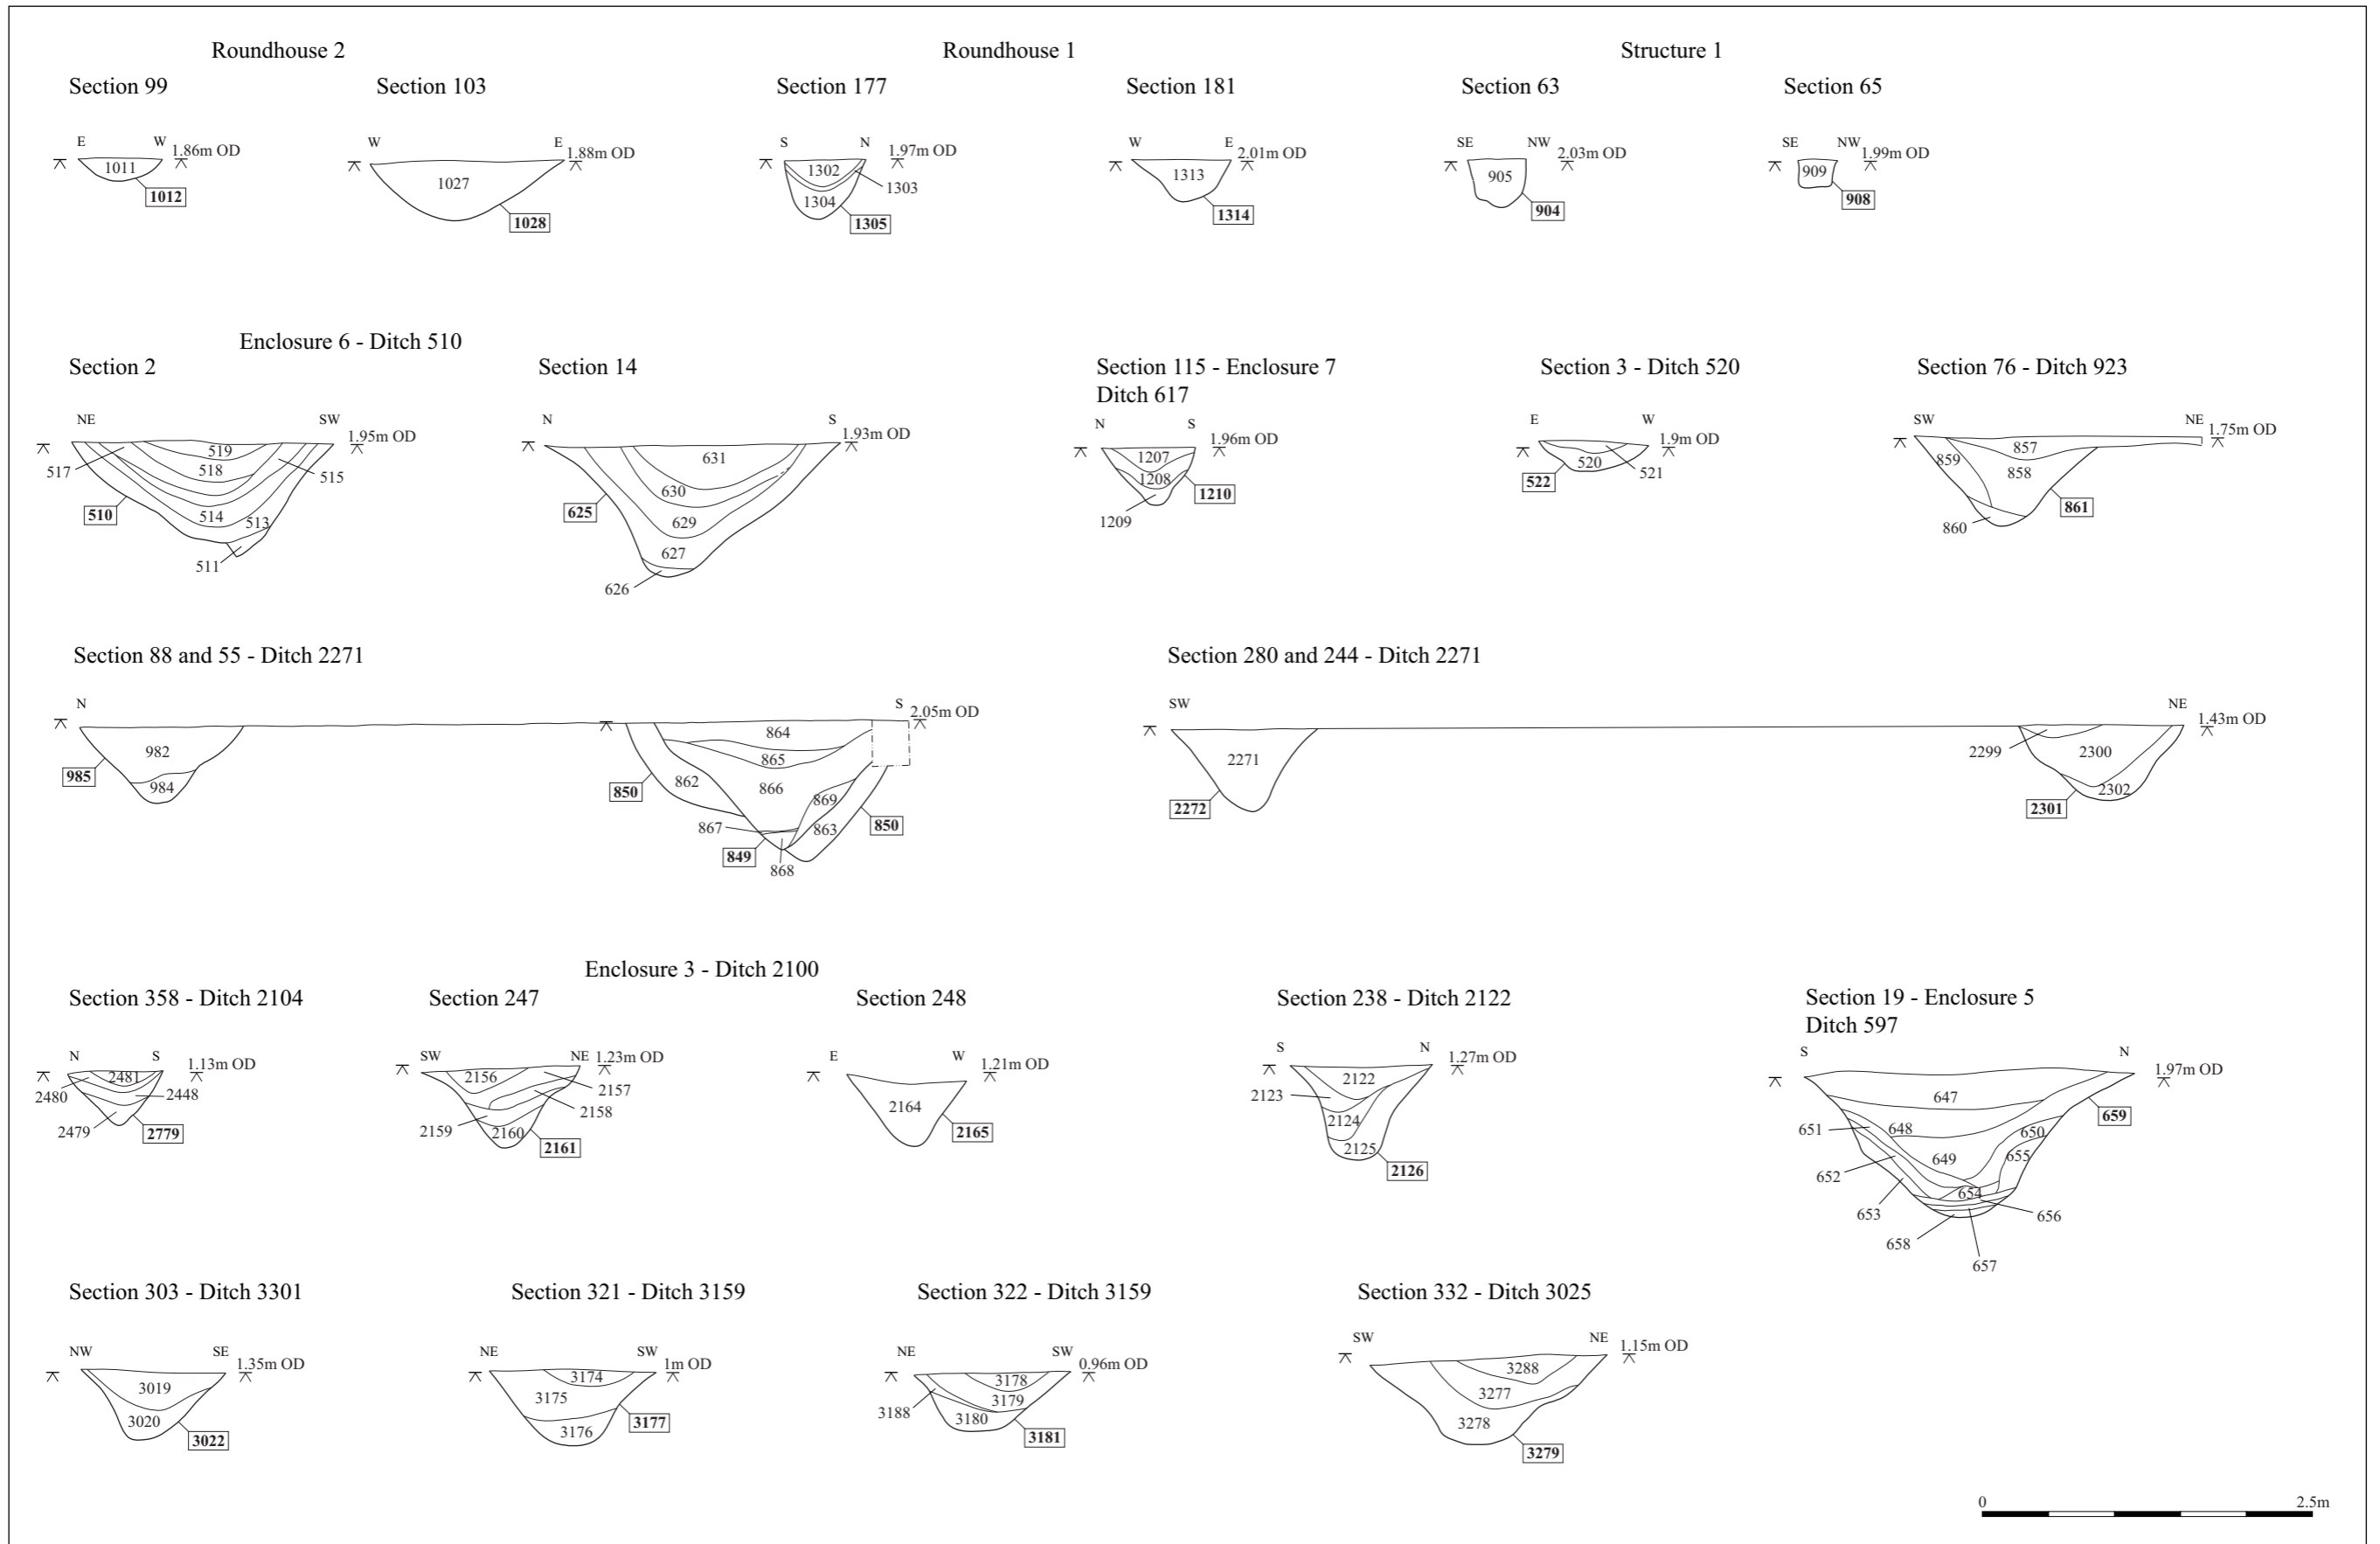 Roundhouse 2
Roundhouse 1
Structure 1
Section 99
Section 103
Section 177
Section 181
Section 63
Section 65
E W 1.86m OD
1011
1012
W E 1.88m OD
1027
1028
S N 1.97m OD
1302
1303
1304
1305
W E 2.01m OD
1313
1314
SE NW 2.03m OD
905
904
SE NW 1.99m OD
909
908
Enclosure 6 - Ditch 510
Section 2
NE SW 1.95m OD
519
518
517
515
510
514
513
511
Section 14
N S 1.93m OD
631
630
625
629
627
626
Section 115 - Enclosure 7
Ditch 617
N S 1.96m OD
1207
1208
1210
1209
Section 3 - Ditch 520
E W 1.9m OD
520
521
522
Section 76 - Ditch 923
SW NE 1.75m OD
857
859
858
861
860
Section 88 and 55 - Ditch 2271
N S 2.05m OD
982
985
984
864
865
862
866
850
869
867
863
850
849
868
Section 280 and 244 - Ditch 2271
SW NE 1.43m OD
2271
2272
2299
2300
2302
2301
Enclosure 3 - Ditch 2100
Section 358 - Ditch 2104
N S 1.13m OD
2481
2480
2448
2479
2779
Section 247
SW NE 1.23m OD
2156
2157
2158
2159
2160
2161
Section 248
E W 1.21m OD
2164
2165
Section 238 - Ditch 2122
S N 1.27m OD
2122
2123
2124
2125
2126
Section 19 - Enclosure 5
Ditch 597
S N 1.97m OD
647
659
651
648
650
649
655
652
654
653
656
658
657
Section 303 - Ditch 3301
NW SE 1.35m OD
3019
3020
3022
Section 321 - Ditch 3159
NE SW 1m OD
3174
3175
3177
3176
Section 322 - Ditch 3159
NE SW 0.96m OD
3178
3179
3188
3180
3181
Section 332 - Ditch 3025
SW NE 1.15m OD
3288
3277
3278
3279
0 2.5m